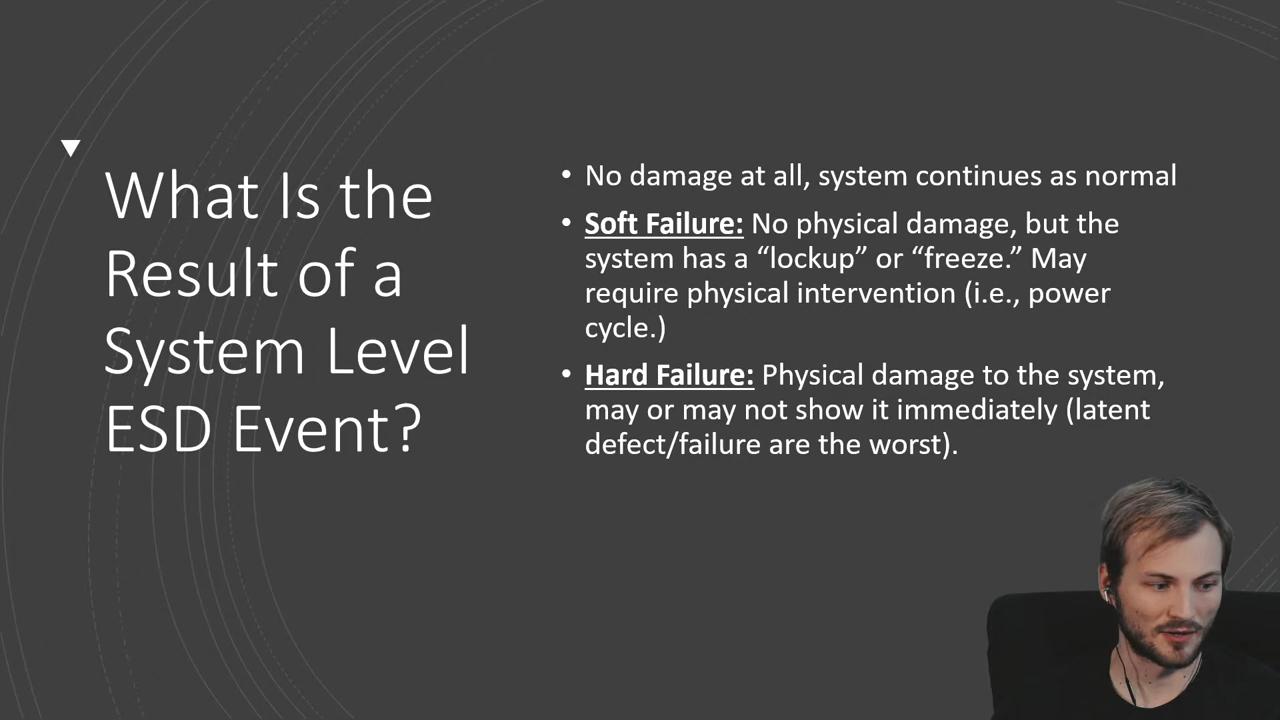 What Is the
Result of a
System Level
ESD Event?
• No damage at all, system continues as normal
• Soft Failure: No physical damage, but the
system has a “lockup” or “freeze.” May
require physical intervention (i.e., power
cycle.)
• Hard Failure: Physical damage to the system,
may or may not show it immediately (latent
defect/failure are the worst).